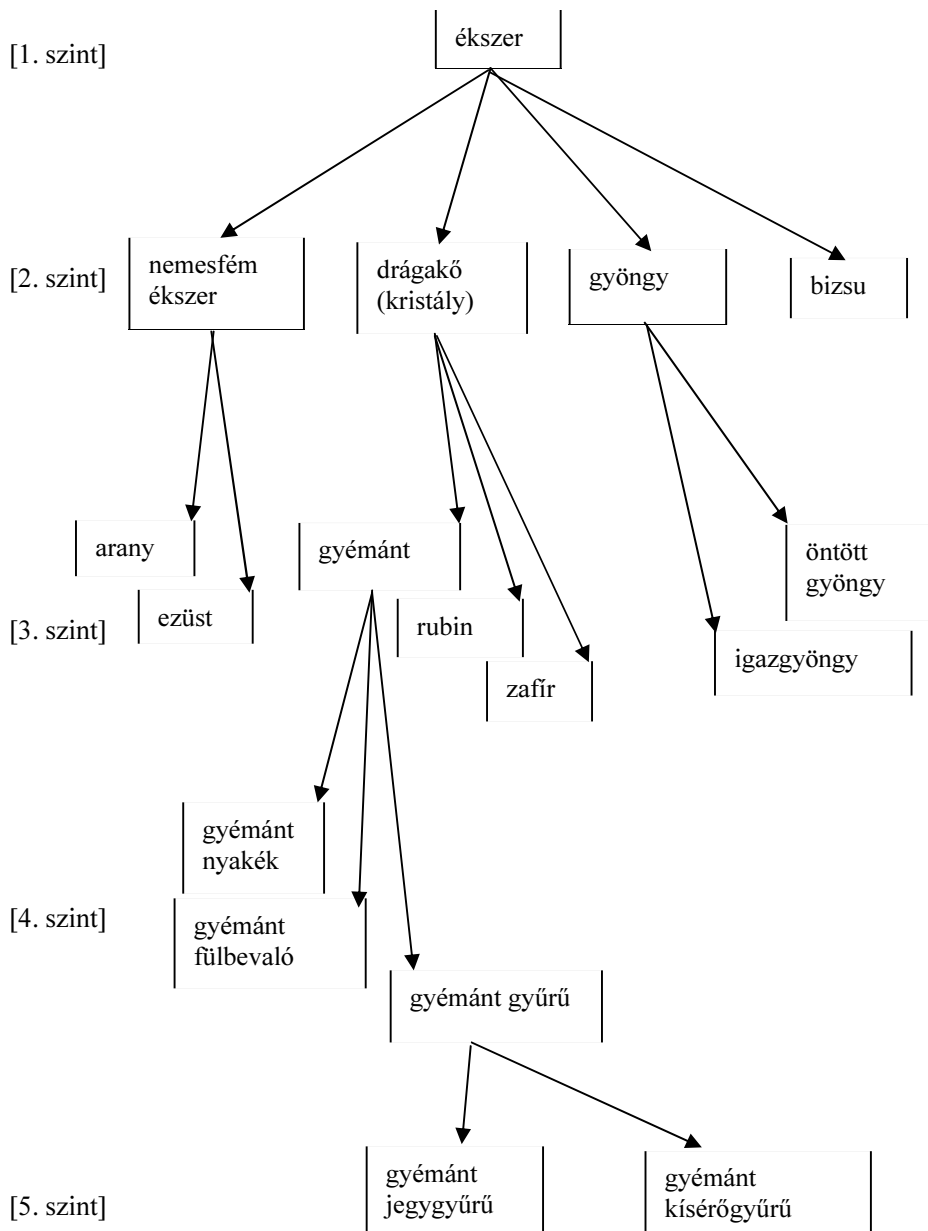 [1. szint]
ékszer
[2. szint]
nemesfém
ékszer
drágakő
(kristály)
gyöngy
bizsu
[3. szint]
arany
ezüst
gyémánt
rubin
zafír
öntött
gyöngy
igazgyöngy
[4. szint]
gyémánt
nyakék
gyémánt
fülbevaló
gyémánt gyűrű
[5. szint]
gyémánt
jegygyűrű
gyémánt
kísérőgyűrű